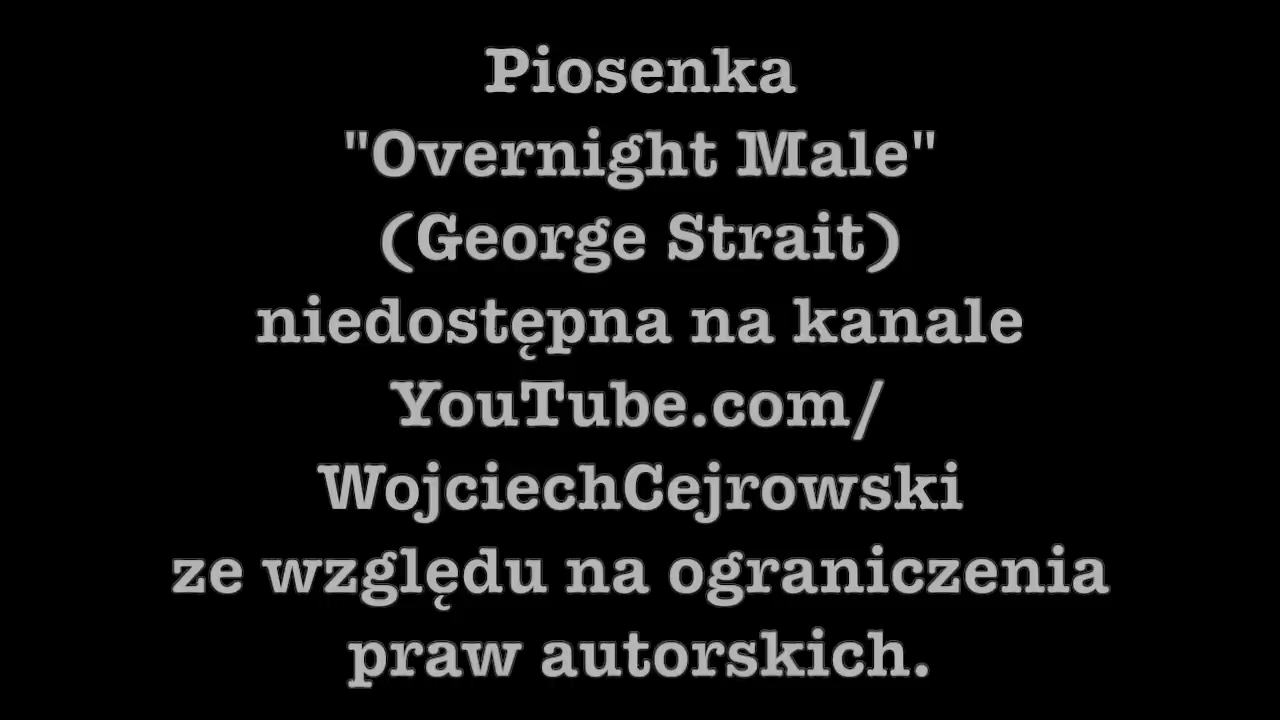 Piosenka
"Overnight Male"
(George Strait)
niedostępna na kanale
YouTube.com/
WojciechCejrowski
ze względu na ograniczenia
praw autorskich.